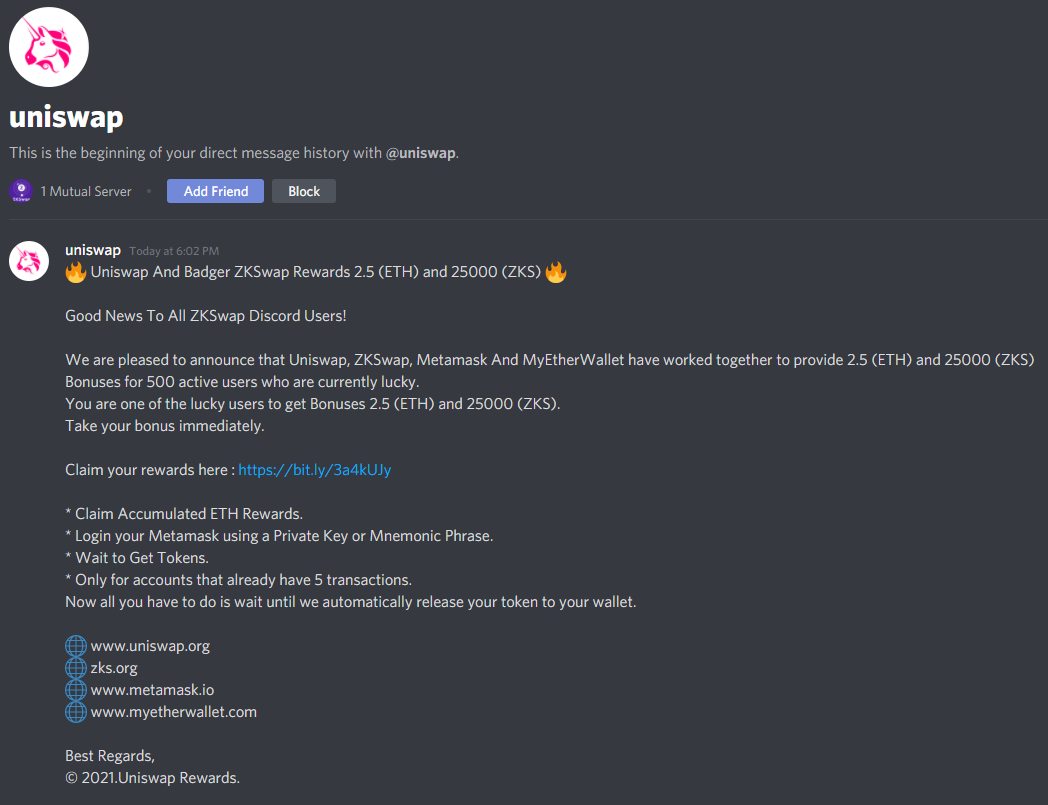 uniswap
This is the beginning of your direct message history with @uniswap.
1 Mutual Server • Add Friend Block
uniswap Today at 6:02 PM
🔥 Uniswap And Badger ZKSwap Rewards 2.5 (ETH) and 25000 (ZKS) 🔥
Good News To All ZKSwap Discord Users!
We are pleased to announce that Uniswap, ZKSwap, Metamask And MyEtherWallet have worked together to provide 2.5 (ETH) and 25000 (ZKS)
Bonuses for 500 active users who are currently lucky.
You are one of the lucky users to get Bonuses 2.5 (ETH) and 25000 (ZKS).
Take your bonus immediately.
Claim your rewards here : https://bit.ly/3a4kUJy
* Claim Accumulated ETH Rewards.
* Login your Metamask using a Private Key or Mnemonic Phrase.
* Wait to Get Tokens.
* Only for accounts that already have 5 transactions.
Now all you have to do is wait until we automatically release your token to your wallet.
🌐 www.uniswap.org
🌐 zks.org
🌐 www.metamask.io
🌐 www.myetherwallet.com
Best Regards,
© 2021.Uniswap Rewards.